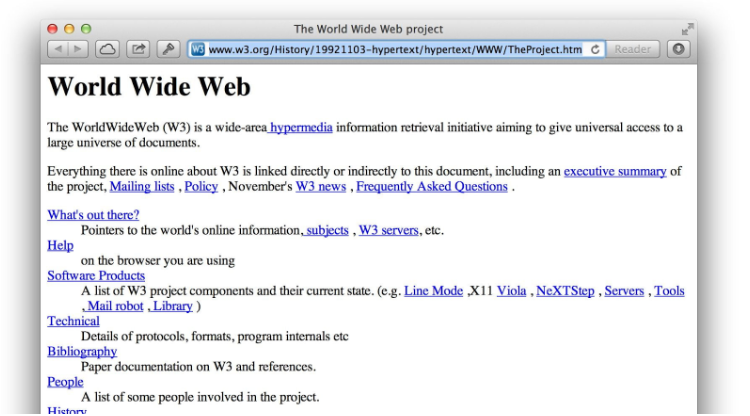 The World Wide Web project
W3 www.w3.org/History/19921103-hypertext/hypertext/WWW/TheProject.htm
Reader
World Wide Web
The WorldWideWeb (W3) is a wide-area hypermedia information retrieval initiative aiming to give universal access to a
large universe of documents.
Everything there is online about W3 is linked directly or indirectly to this document, including an executive summary of
the project, Mailing lists , Policy , November's W3 news , Frequently Asked Questions .
What's out there?
Pointers to the world's online information, subjects , W3 servers, etc.
Help
on the browser you are using
Software Products
A list of W3 project components and their current state. (e.g. Line Mode ,X11 Viola , NeXTStep , Servers , Tools
, Mail robot , Library )
Technical
Details of protocols, formats, program internals etc
Bibliography
Paper documentation on W3 and references.
People
A list of some people involved in the project.
History